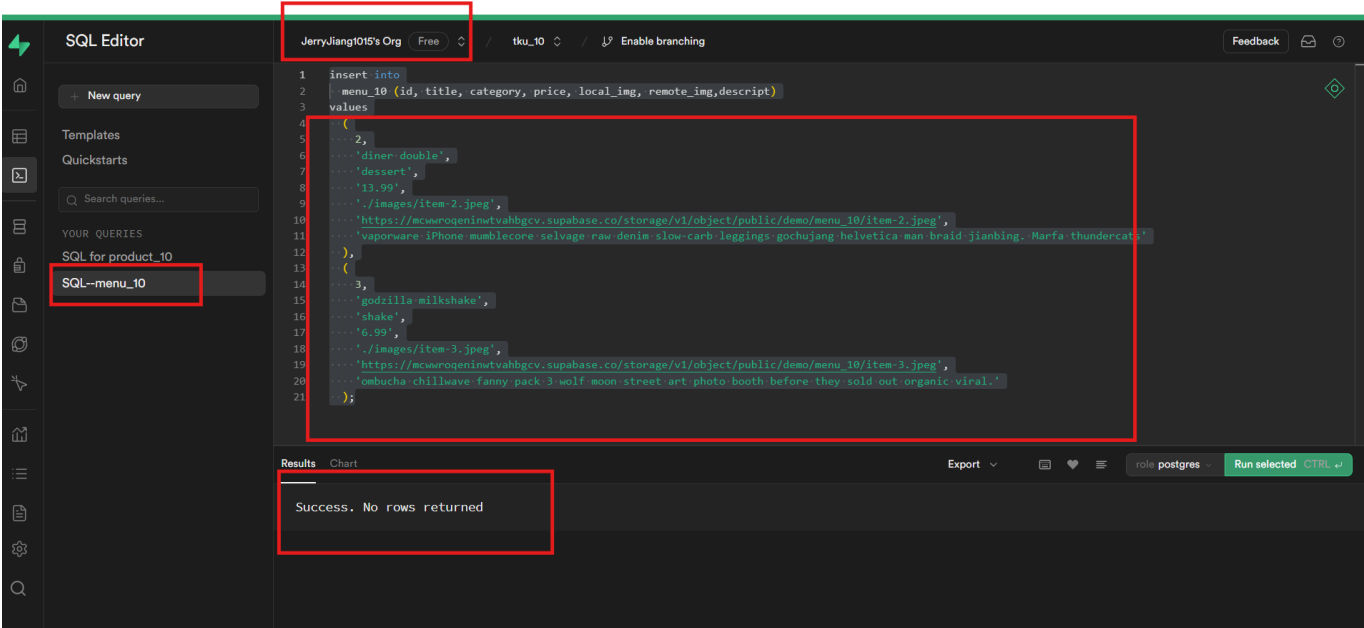 SQL Editor
JerryJiang1015's Org Free / tku_10 / Enable branching
Feedback
+ New query
Templates
Quickstarts
Search queries...
YOUR QUERIES
SQL for product_10
SQL--menu_10
1 insert into
2 menu_10 (id, title, category, price, local_img, remote_img,descript)
3 values
4 (
5 2,
6 'diner double',
7 'dessert',
8 '13.99',
9 './images/item-2.jpeg',
10 'https://mcwwroqeninwtvahbgcv.supabase.co/storage/v1/object/public/demo/menu_10/item-2.jpeg',
11 'vaporware iPhone mumblecore selvage raw denim slow-carb leggings gochujang helvetica man braid jianbing. Marfa thundercats'
12 ),
13 (
14 3,
15 'godzilla milkshake',
16 'shake',
17 '6.99',
18 './images/item-3.jpeg',
19 'https://mcwwroqeninwtvahbgcv.supabase.co/storage/v1/object/public/demo/menu_10/item-3.jpeg',
20 'ombucha chillwave fanny pack 3 wolf moon street art photo booth before they sold out organic viral.'
21 );
Results Chart
Export
role postgres
Run selected CTRL ↵
Success. No rows returned